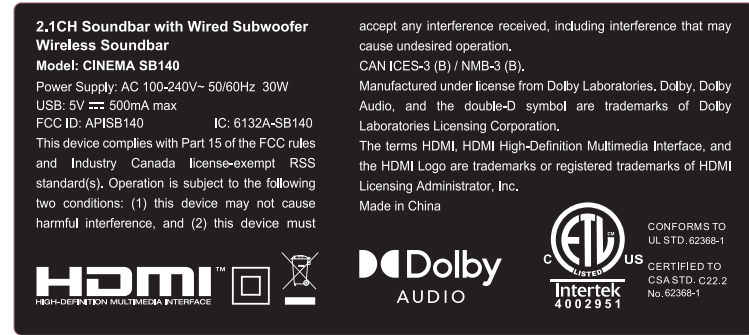 2.1CH Soundbar with Wired Subwoofer
Wireless Soundbar
Model: CINEMA SB140
Power Supply: AC 100-240V~ 50/60Hz 30W
USB: 5V ⎓ 500mA max
FCC ID: APISB140 IC: 6132A-SB140
This device complies with Part 15 of the FCC rules
and Industry Canada license-exempt RSS
standard(s). Operation is subject to the following
two conditions: (1) this device may not cause
harmful interference, and (2) this device must
HDMI™
HIGH-DEFINITION MULTIMEDIA INTERFACE
accept any interference received, including interference that may
cause undesired operation.
CAN ICES-3 (B) / NMB-3 (B).
Manufactured under license from Dolby Laboratories. Dolby, Dolby
Audio, and the double-D symbol are trademarks of Dolby
Laboratories Licensing Corporation.
The terms HDMI, HDMI High-Definition Multimedia Interface, and
the HDMI Logo are trademarks or registered trademarks of HDMI
Licensing Administrator, Inc.
Made in China
Dolby
AUDIO
ETL CM
C US
LISTED
Intertek
4002951
CONFORMS TO
UL STD. 62368-1
CERTIFIED TO
CSA STD. C22.2
No. 62368-1